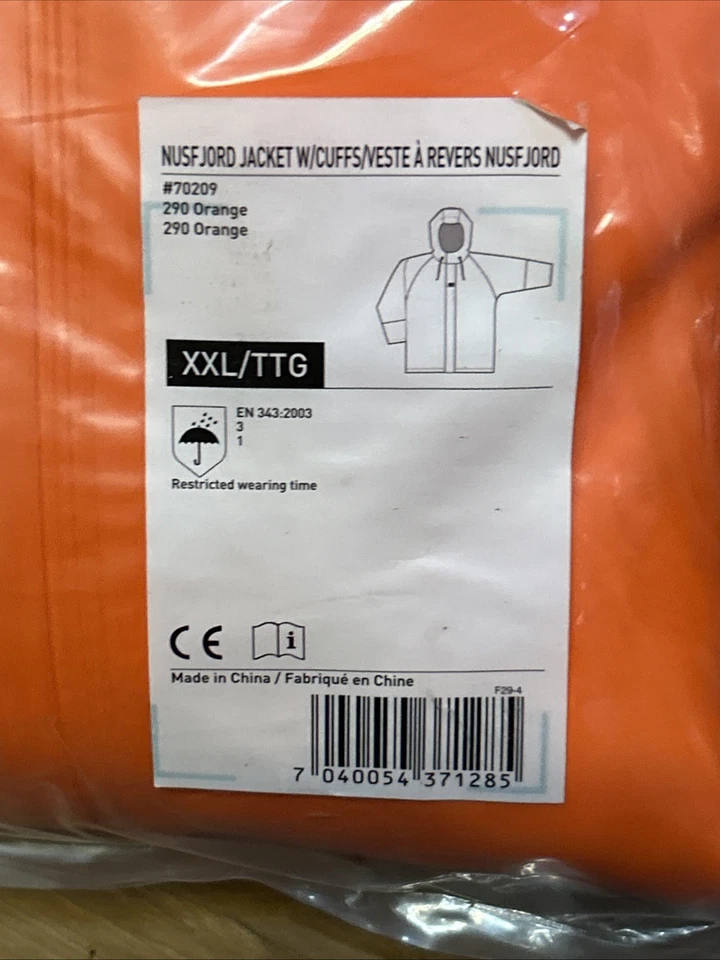 NUSFJORD JACKET W/CUFFS/VESTE À REVERS NUSFJORD
#70209
290 Orange
290 Orange
XXL/TTG
EN 343:2003
3
1
Restricted wearing time
CE
i
Made in China / Fabriqué en Chine
F29-4
7 040054 371285